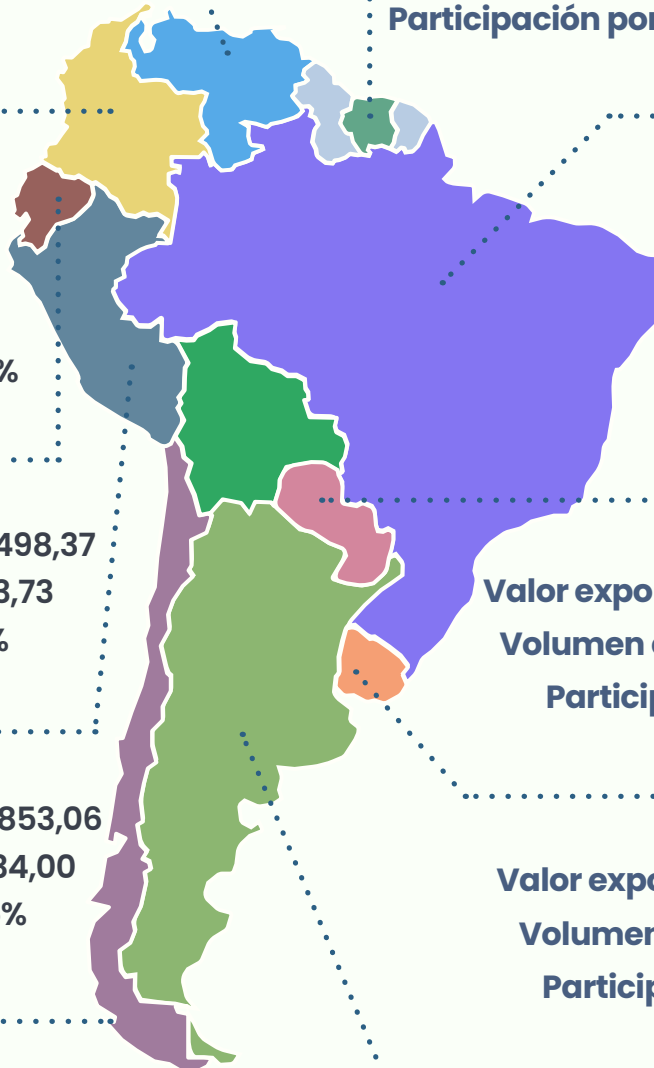 Participación por
%
498,37
3,73
%
Valor expo
Volumen
Particip
853,06
34,00
%
Valor expo
Volumen
Particip